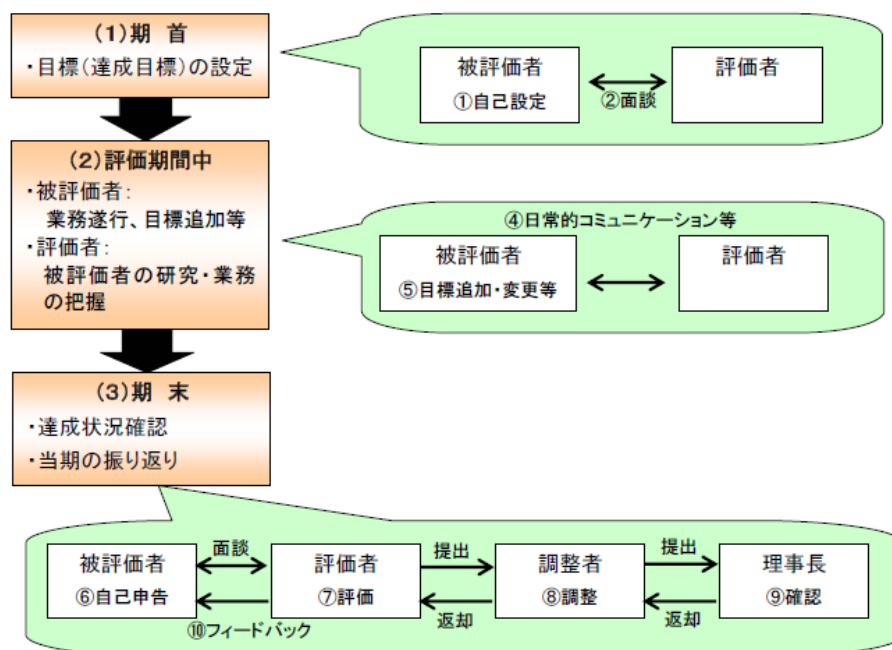 (1)期 首
・目標(達成目標)の設定
被評価者
①自己設定
②面談
評価者
(2)評価期間中
・被評価者:
業務遂行、目標追加等
・評価者:
被評価者の研究・業務
の把握
④日常的コミュニケーション等
被評価者
⑤目標追加・変更等
評価者
(3)期 末
・達成状況確認
・当期の振り返り
被評価者
⑥自己申告
面談
⑩フィードバック
評価者
⑦評価
提出
返却
調整者
⑧調整
提出
返却
理事長
⑨確認